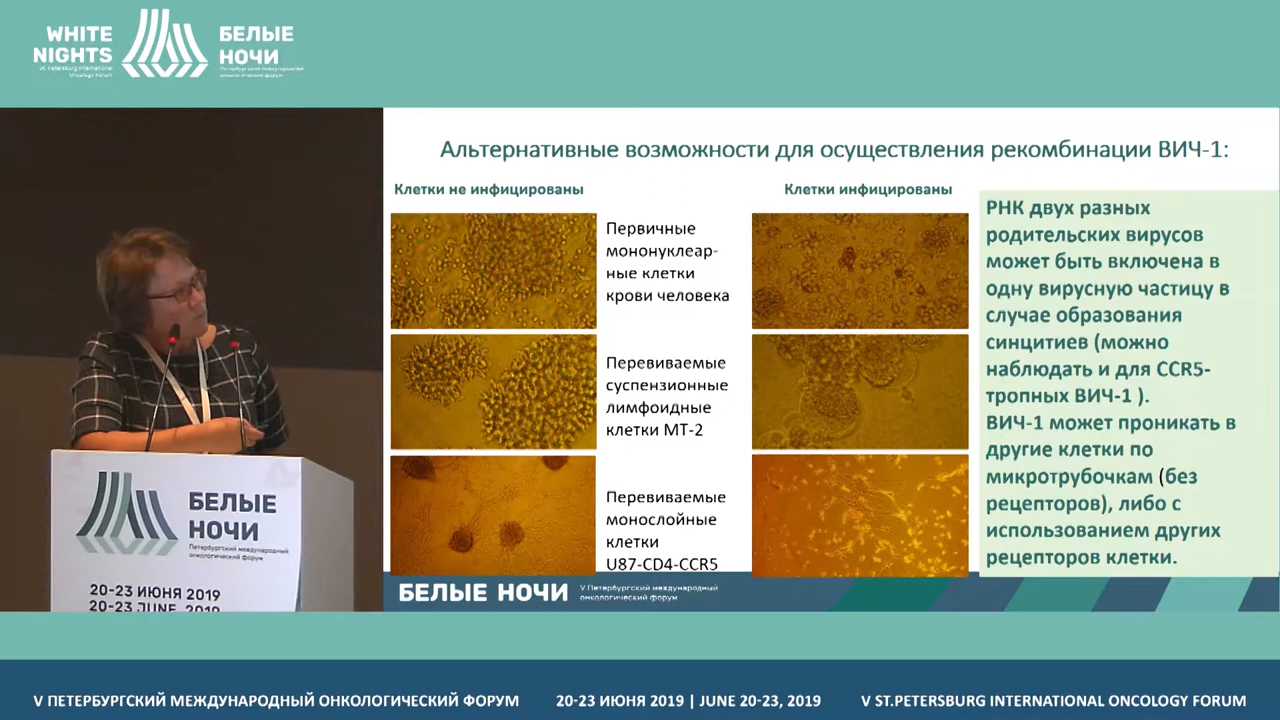 WHITE
NIGHTS
St. Petersburg International
Oncology Forum
БЕЛЫЕ
НОЧИ
Петербургский международный
онкологический форум
Альтернативные возможности для осуществления рекомбинации ВИЧ-1:
Клетки не инфицированы
Клетки инфицированы
Первичные
мононуклеар-
ные клетки
крови человека
Перевиваемые
суспензионные
лимфоидные
клетки МТ-2
Перевиваемые
монослойные
клетки
U87-CD4-CCR5
РНК двух разных
родительских вирусов
может быть включена в
одну вирусную частицу в
случае образования
синцитиев (можно
наблюдать и для CCR5-
тропных ВИЧ-1 ).
ВИЧ-1 может проникать в
другие клетки по
микротрубочкам (без
рецепторов), либо с
использованием других
рецепторов клетки.
БЕЛЫЕ НОЧИ
V Петербургский международный
онкологический форум
БЕЛЫЕ
НОЧИ
Петербургский международный
онкологический форум
20-23 ИЮНЯ 2019
20-23 JUNE, 2019
V ПЕТЕРБУРГСКИЙ МЕЖДУНАРОДНЫЙ ОНКОЛОГИЧЕСКИЙ ФОРУМ
20-23 ИЮНЯ 2019 | JUNE 20-23, 2019
V ST.PETERSBURG INTERNATIONAL ONCOLOGY FORUM